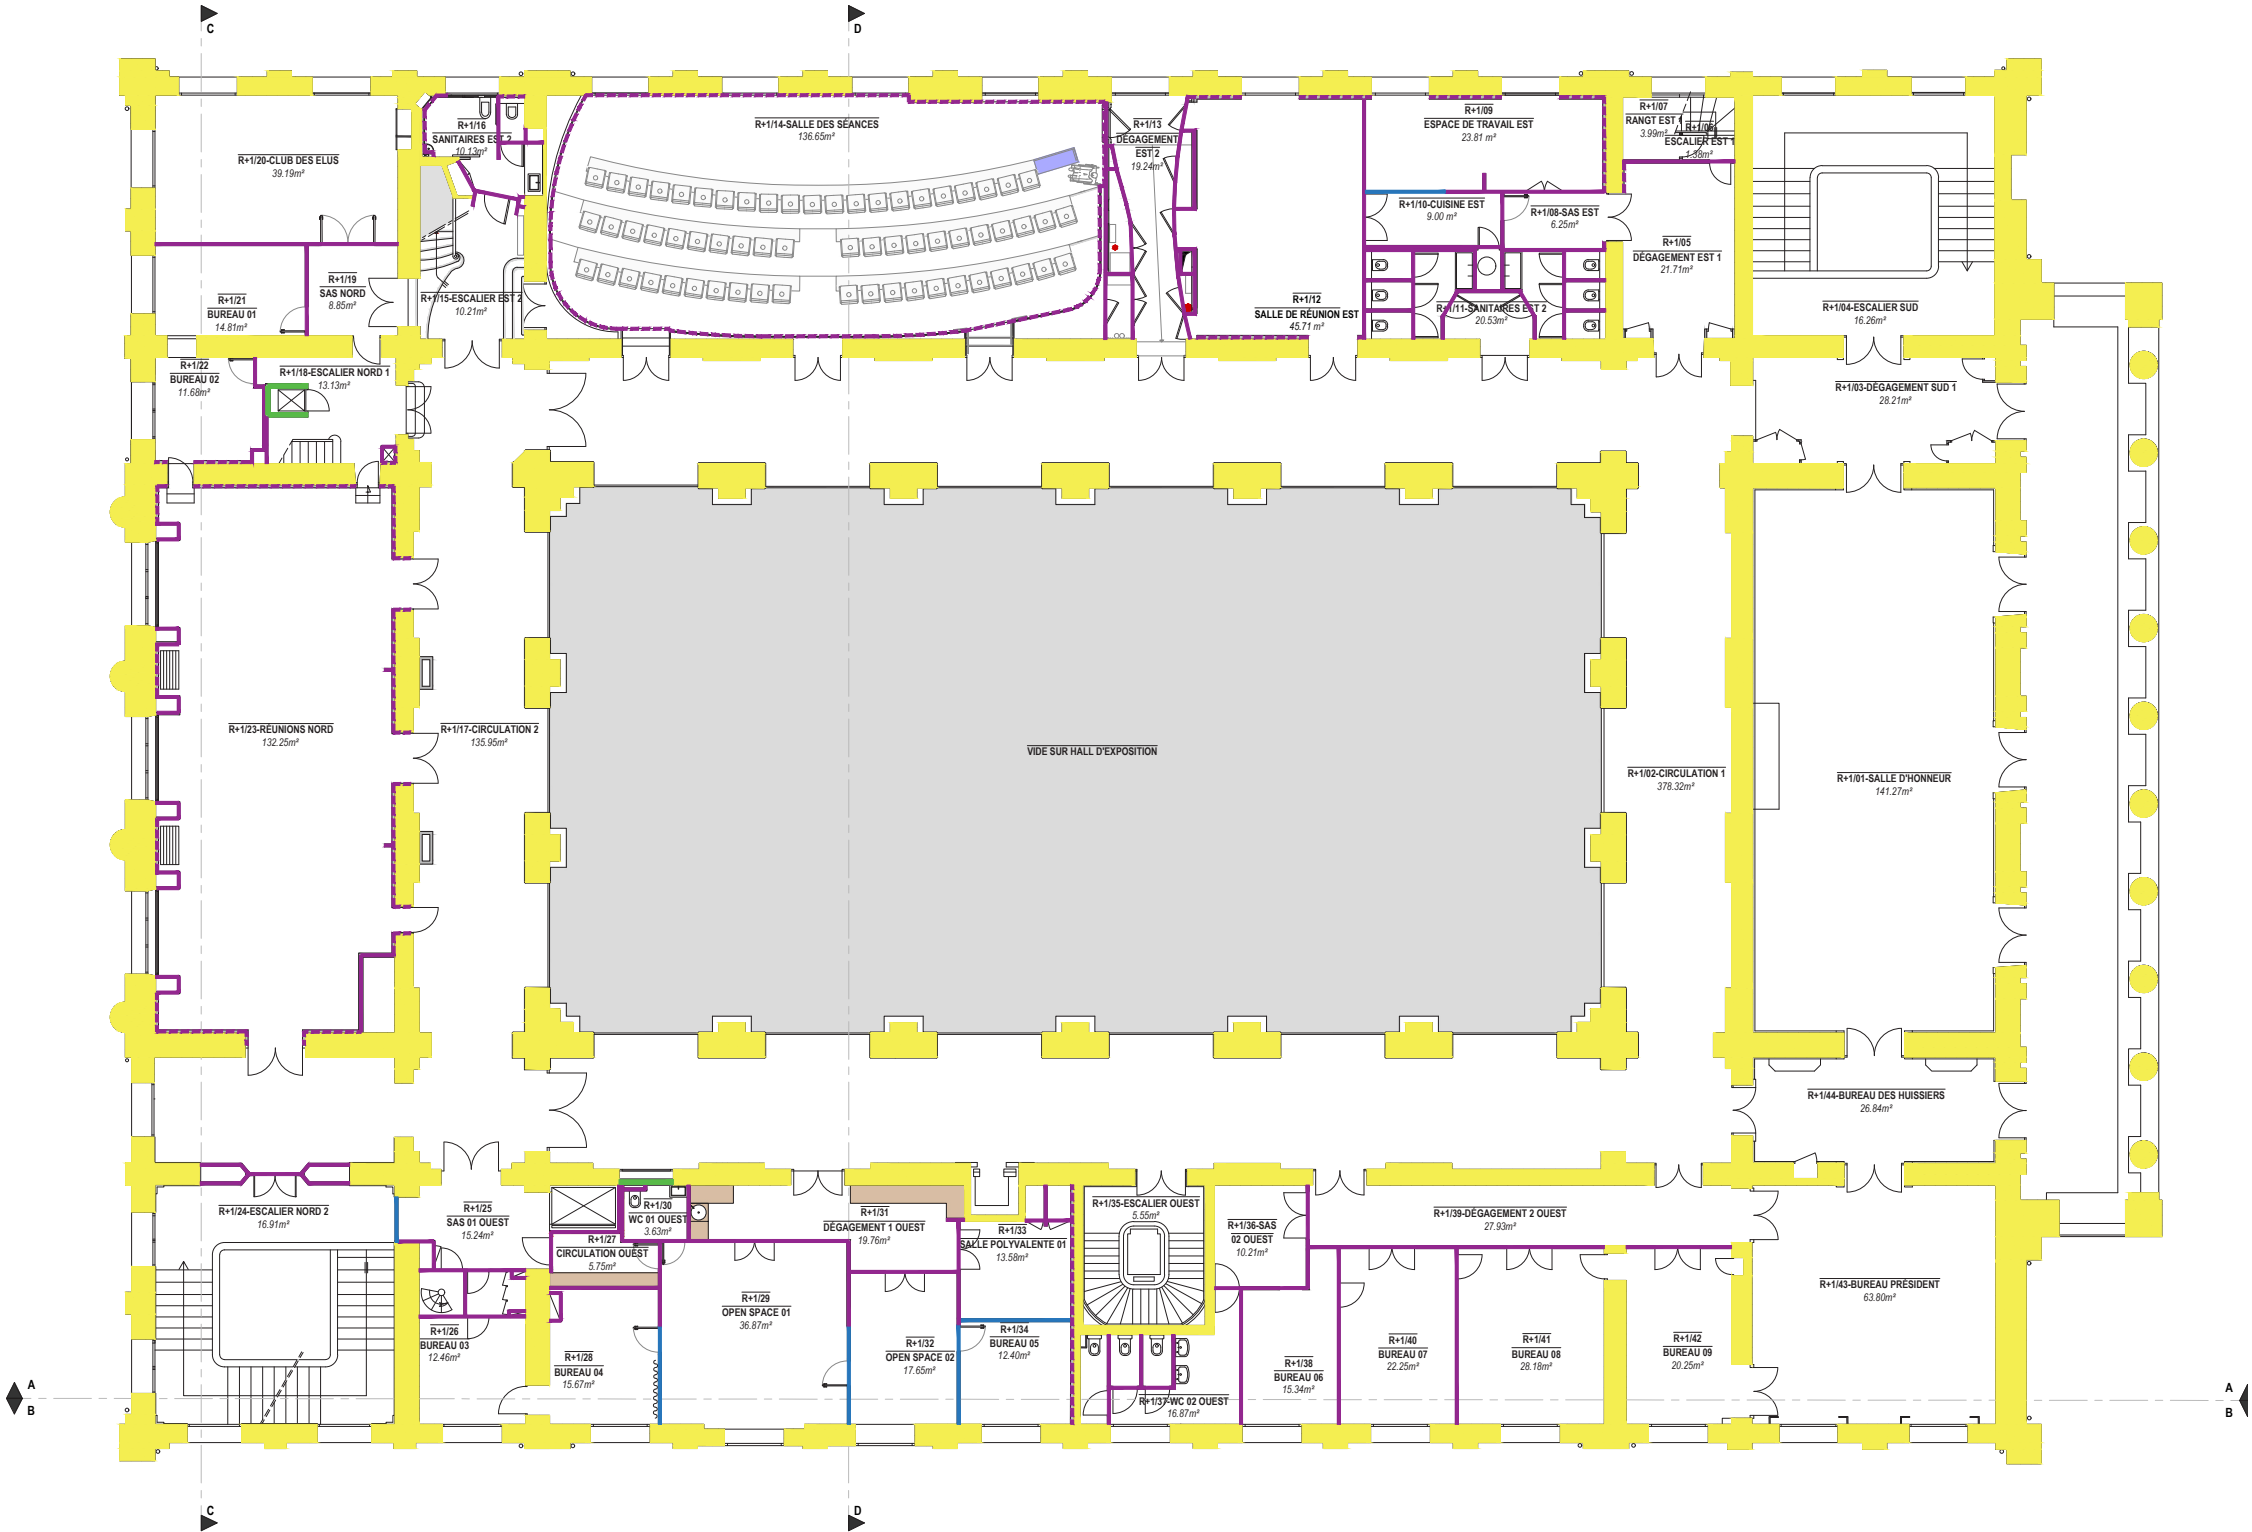 C
D
R+1/20-CLUB DES ELUS
39.19m²
R+1/16
SANITAIRES EST 2
10.13m²
R+1/14-SALLE DES SÉANCES
136.65m²
R+1/13
DÉGAGEMENT
EST 2
19.24m²
R+1/09
ESPACE DE TRAVAIL EST
23.81 m²
R+1/07
RANGT EST 1
3.99m²
ESCALIER EST 1
1.38m²
R+1/10-CUISINE EST
9.00 m²
R+1/08-SAS EST
6.25m²
R+1/05
DÉGAGEMENT EST 1
21.71m²
R+1/21
BUREAU 01
14.81m²
R+1/19
SAS NORD
8.85m²
R+1/15-ESCALIER EST 2
10.21m²
R+1/12
SALLE DE RÉUNION EST
45.71 m²
R+1/11-SANITAIRES EST 2
20.53m²
R+1/04-ESCALIER SUD
16.26m²
R+1/22
BUREAU 02
11.68m²
R+1/18-ESCALIER NORD 1
13.13m²
R+1/03-DÉGAGEMENT SUD 1
28.21m²
R+1/23-RÉUNIONS NORD
132.25m²
R+1/17-CIRCULATION 2
135.95m²
VIDE SUR HALL D'EXPOSITION
R+1/02-CIRCULATION 1
378.32m²
R+1/01-SALLE D'HONNEUR
141.27m²
R+1/44-BUREAU DES HUISSIERS
26.84m²
R+1/24-ESCALIER NORD 2
16.91m²
R+1/25
SAS 01 OUEST
15.24m²
R+1/30
WC 01 OUEST
3.63m²
R+1/27
CIRCULATION OUEST
5.75m²
R+1/31
DÉGAGEMENT 1 OUEST
19.76m²
R+1/33
SALLE POLYVALENTE 01
13.58m²
R+1/35-ESCALIER OUEST
5.55m²
R+1/36-SAS
02 OUEST
10.21m²
R+1/39-DÉGAGEMENT 2 OUEST
27.93m²
R+1/43-BUREAU PRÉSIDENT
63.80m²
R+1/29
OPEN SPACE 01
36.87m²
R+1/26
BUREAU 03
12.46m²
R+1/28
BUREAU 04
15.67m²
R+1/32
OPEN SPACE 02
17.65m²
R+1/34
BUREAU 05
12.40m²
R+1/38
BUREAU 06
15.34m²
R+1/40
BUREAU 07
22.25m²
R+1/41
BUREAU 08
28.18m²
R+1/42
BUREAU 09
20.25m²
R+1/37-WC 02 OUEST
16.87m²
A
B
A
B
C
D